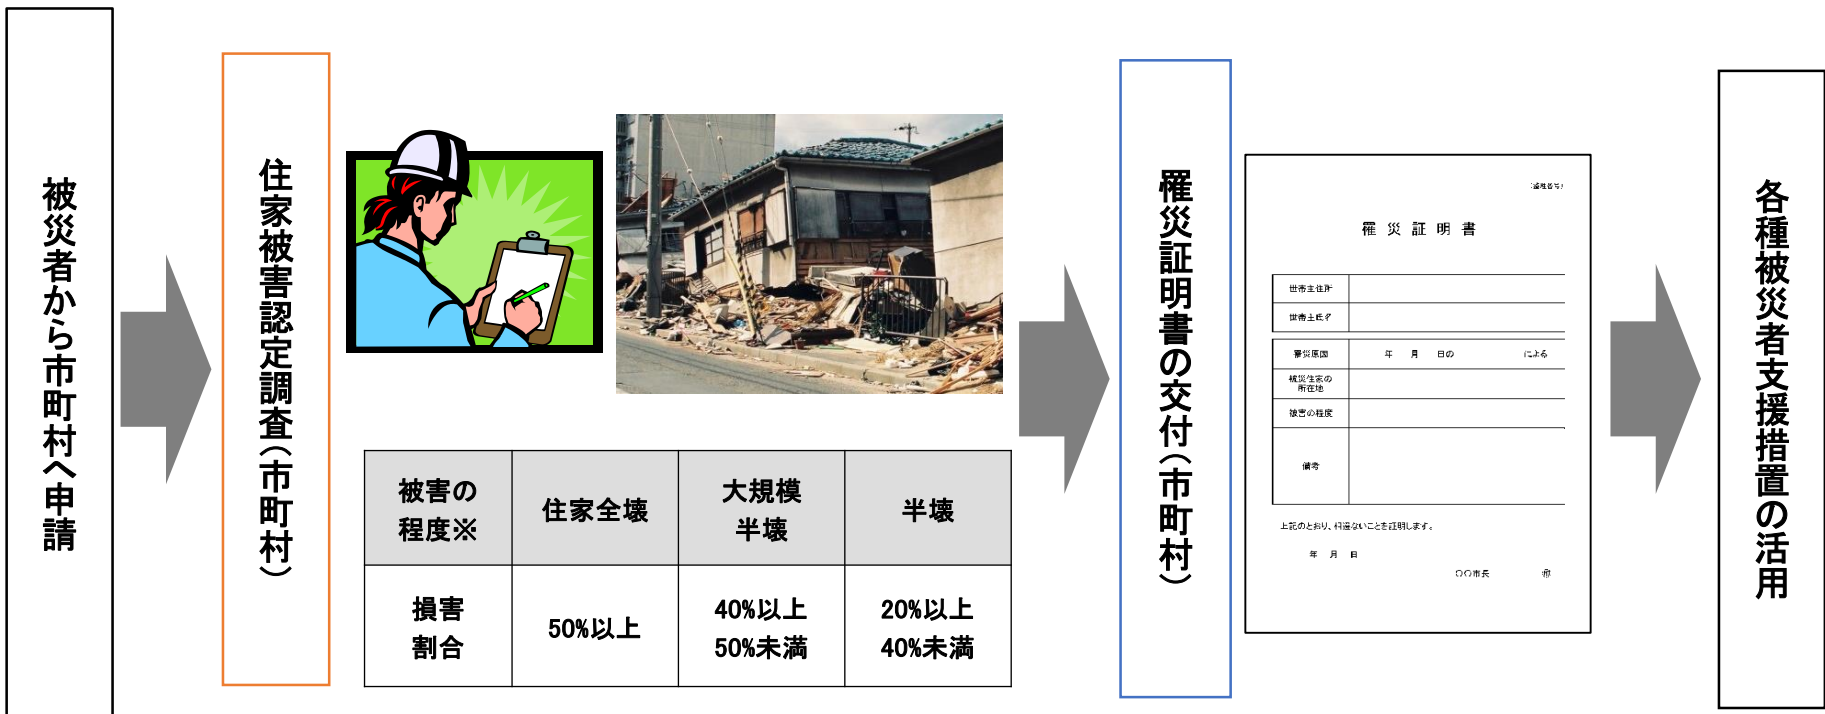 被災者から市町村へ申請
住家被害認定調査（市町村）
被害の
程度※
住家全壊
大規模
半壊
半壊
損害
割合
50%以上
40%以上
50%未満
20%以上
40%未満
罹災証明書の交付（市町村）
（整理番号）
罹災証明書
世帯主住所
世帯主氏名
罹災原因
年 月 日の による
被災住家の
所在地
被害の程度
備考
上記のとおり、相違ないことを証明します。
年 月 日
〇〇市長 ㊞
各種被災者支援措置の活用